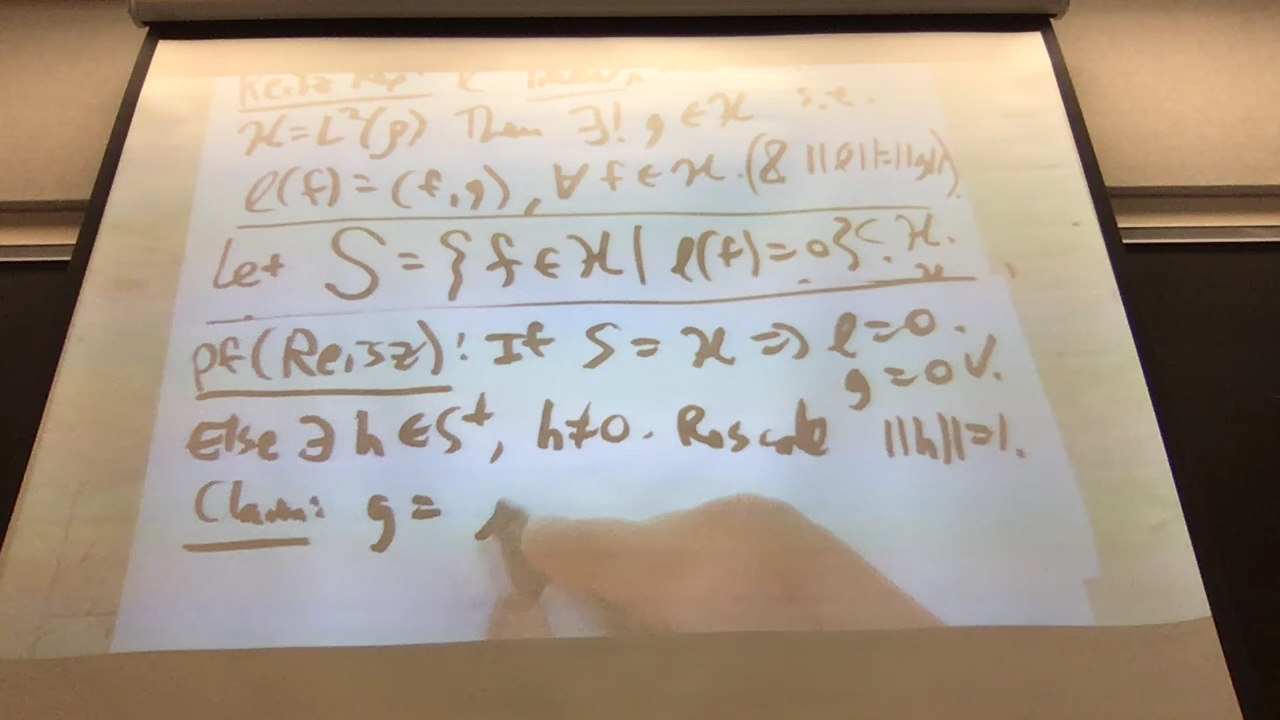 ℋ = L²(ρ) Then ∃! g ∈ ℋ s.t.
ℓ(f) = (f, g), ∀ f ∈ ℋ. (& ||ℓ|| = ||g||).
Let S = { f ∈ ℋ | ℓ(f) = 0 } ⊂ ℋ.
pf (Reisz): If S = ℋ ⇒ ℓ = 0.
g = 0 ✓.
Else ∃ h ∈ S⊥, h ≠ 0. Rescale ||h|| = 1.
Claim: g =